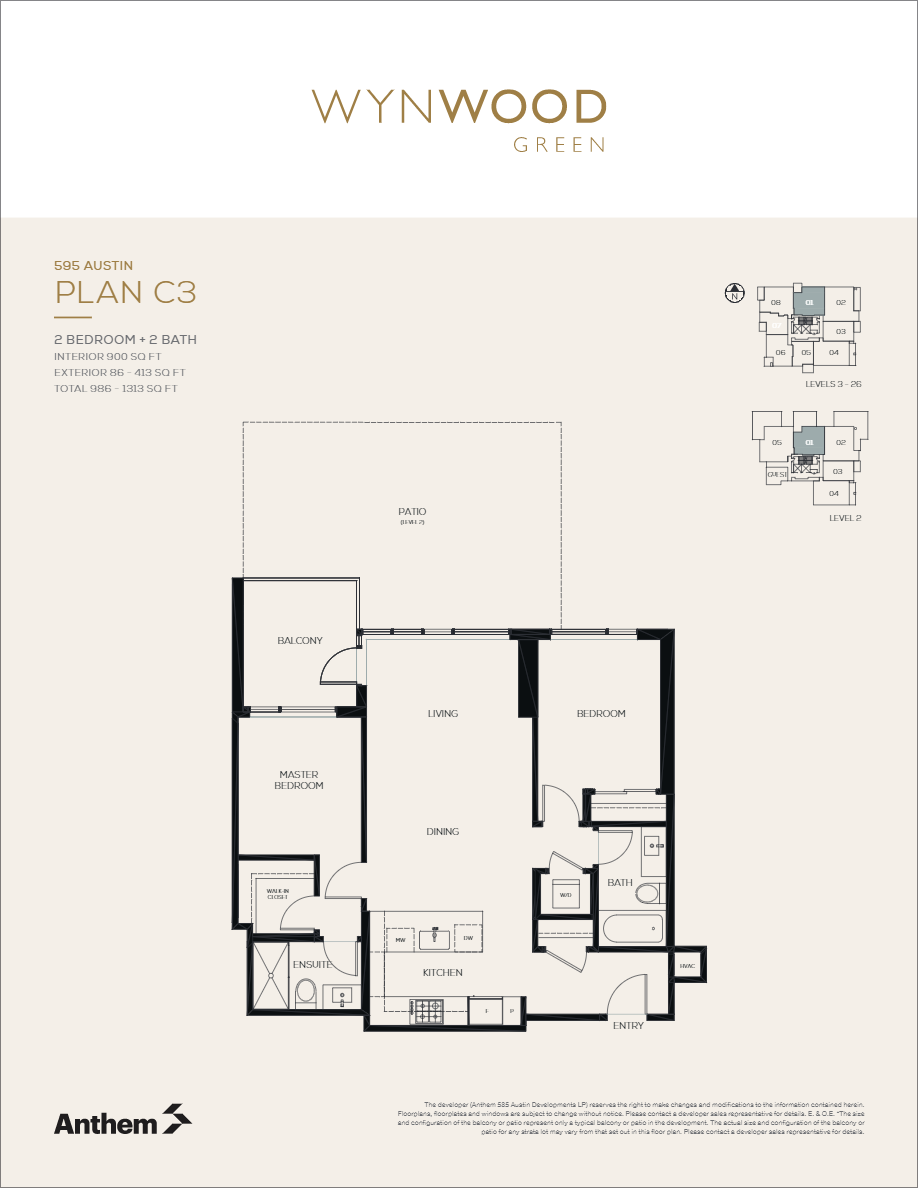 WYNWOOD
GREEN
595 AUSTIN
PLAN C3
2 BEDROOM + 2 BATH
INTERIOR 900 SQ FT
EXTERIOR 86 - 413 SQ FT
TOTAL 986 - 1313 SQ FT
N
08
01
02
07
03
06
05
04
LEVELS 3 - 26
05
01
02
GUEST
03
04
LEVEL 2
PATIO
(LEVEL 2)
BALCONY
LIVING
BEDROOM
MASTER
BEDROOM
DINING
WALK-IN
CLOSET
W/D
BATH
MW
DW
ENSUITE
KITCHEN
HVAC
F
P
ENTRY
Anthem
The developer (Anthem 585 Austin Developments LP) reserves the right to make changes and modifications to the information contained herein.
Floorplans, floorplates and windows are subject to change without notice. Please contact a developer sales representative for details. E. & O.E. *The size
and configuration of the balcony or patio represent only a typical balcony or patio in the development. The actual size and configuration of the balcony or
patio for any strata lot may vary from that set out in this floor plan. Please contact a developer sales representative for details.